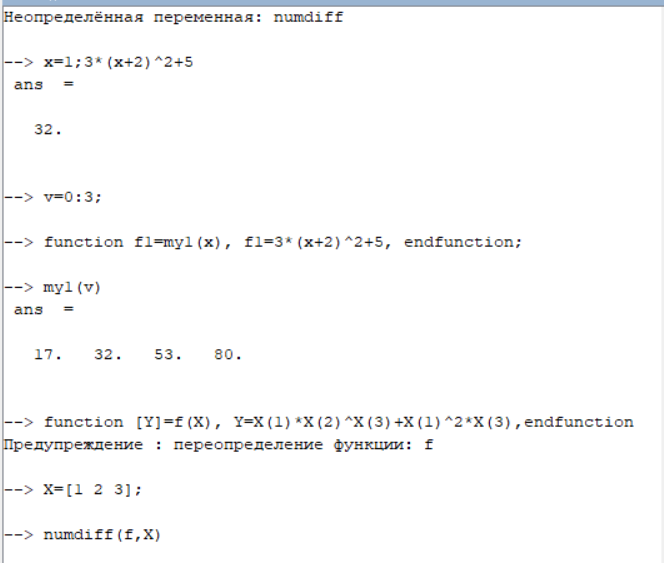 Неопределённая переменная: numdiff
--> x=1;3*(x+2)^2+5
ans  =
32.
--> v=0:3;
--> function f1=my1(x), f1=3*(x+2)^2+5, endfunction;
--> my1(v)
ans  =
17.   32.   53.   80.
--> function [Y]=f(X), Y=X(1)*X(2)^X(3)+X(1)^2*X(3),endfunction
Предупреждение : переопределение функции: f
--> X=[1 2 3];
--> numdiff(f,X)